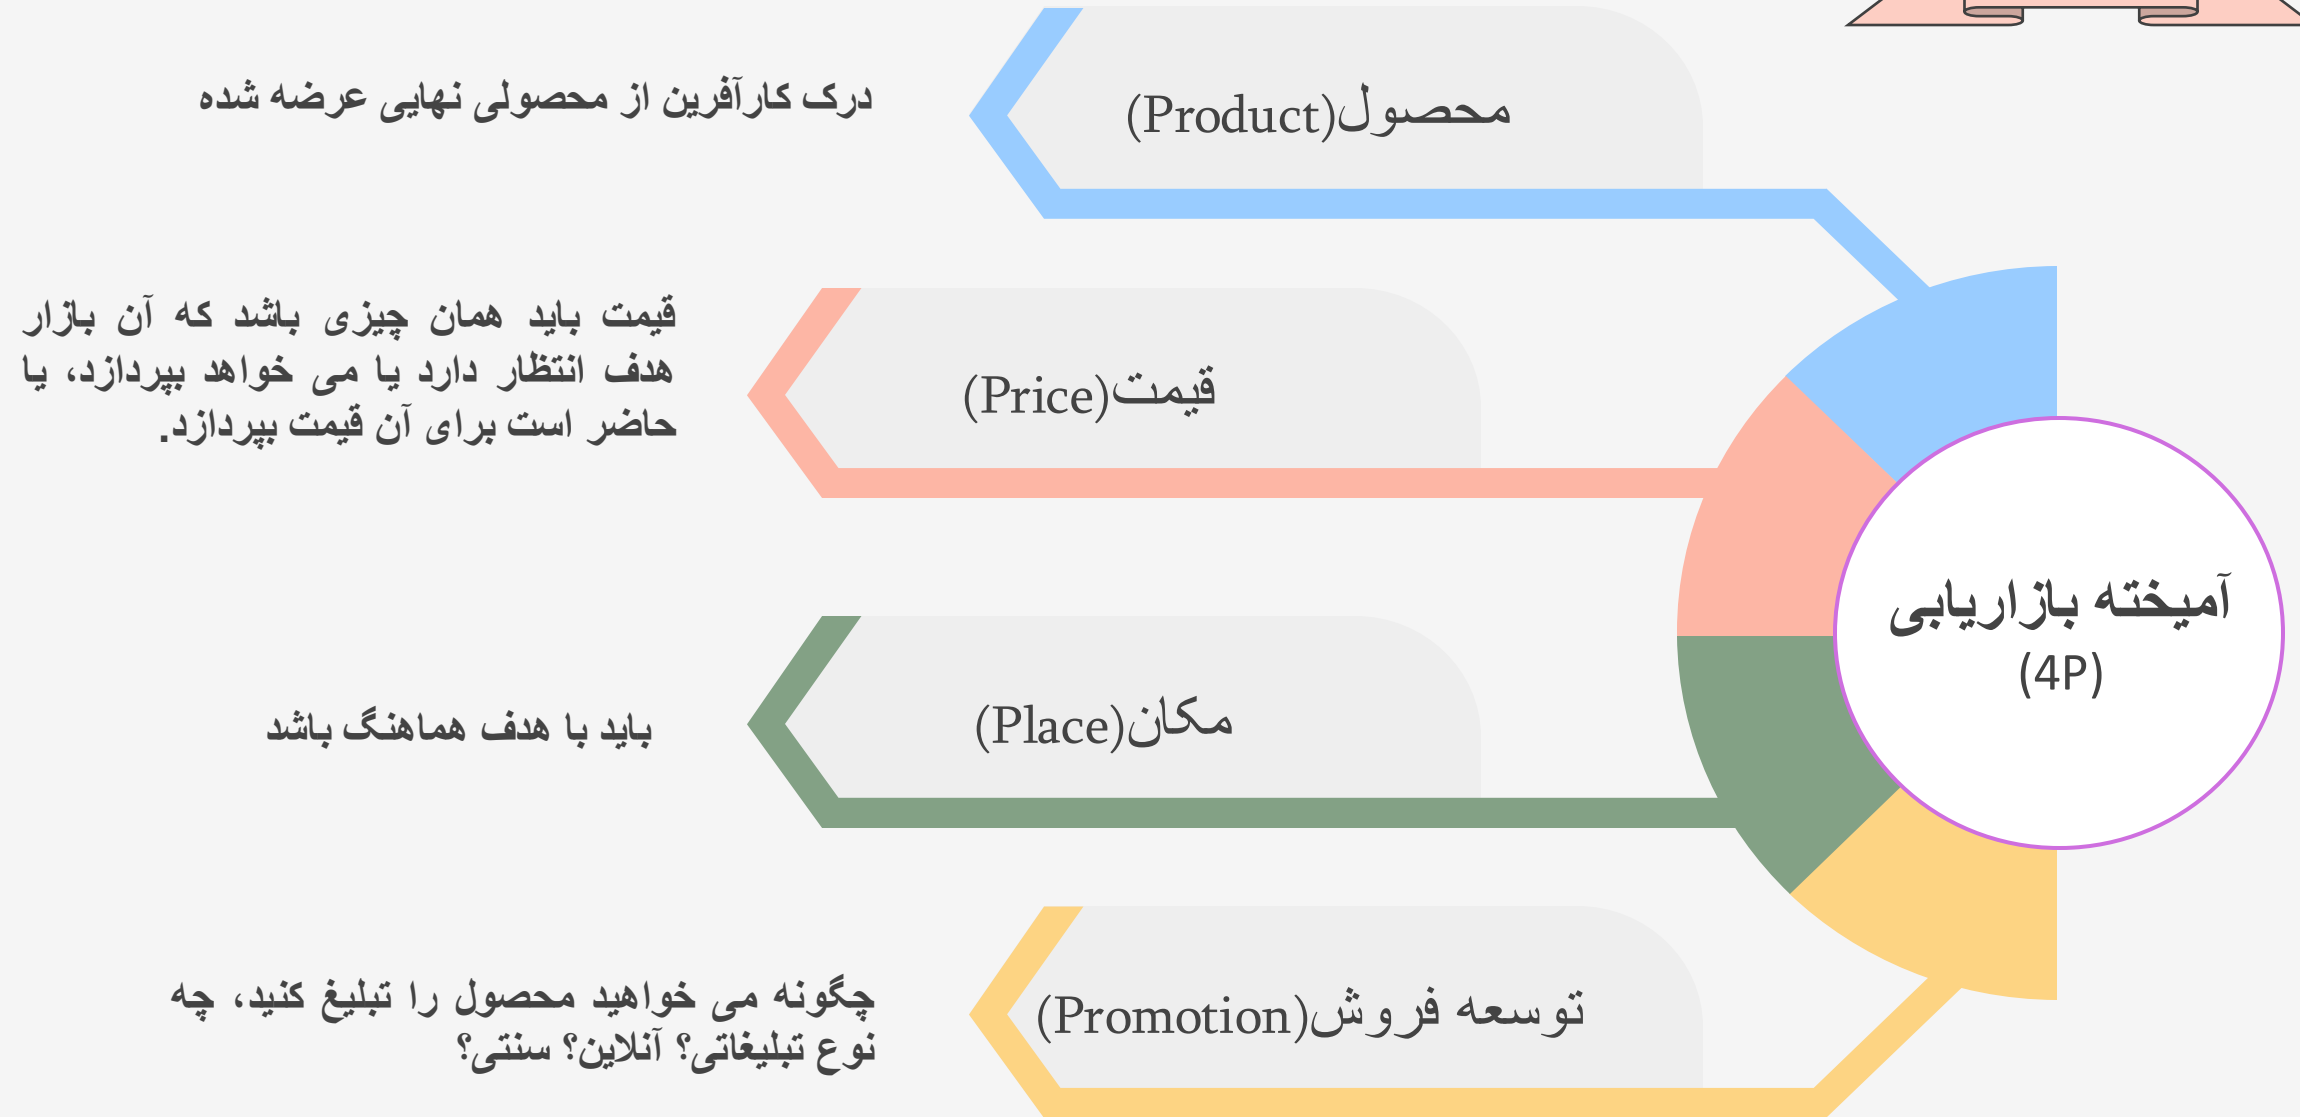 محصول(Product)
درک کارآفرین از محصولی نهایی عرضه شده
قیمت(Price)
قیمت باید همان چیزی باشد که آن بازار
هدف انتظار دارد یا می خواهد بپردازد، یا
حاضر است برای آن قیمت بپردازد.
آمیخته بازاریابی
(4P)
مکان(Place)
باید با هدف هماهنگ باشد
توسعه فروش(Promotion)
چگونه می خواهید محصول را تبلیغ کنید، چه
نوع تبلیغاتی؟ آنلاین؟ سنتی؟